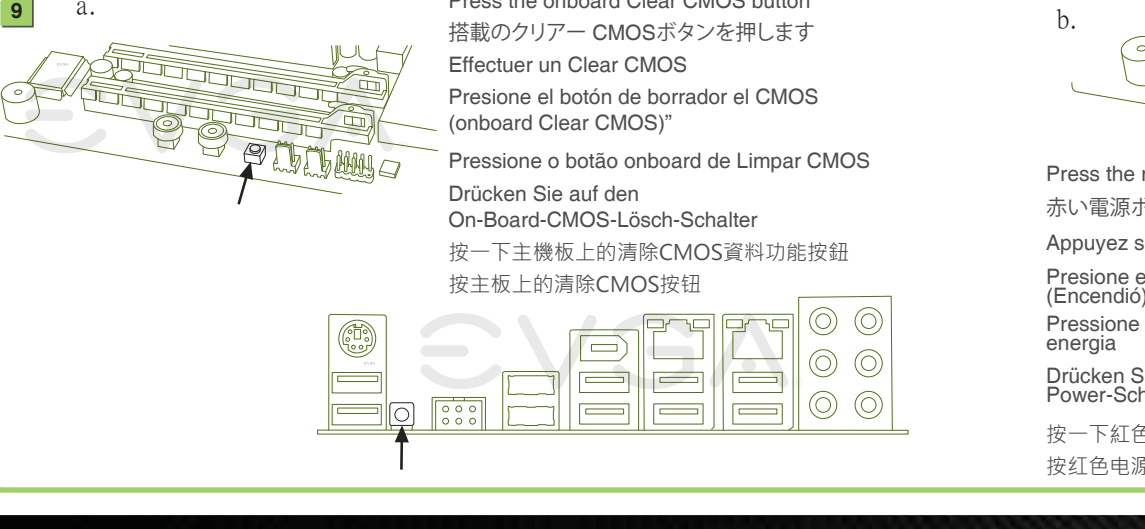 9
a.
Press the onboard Clear CMOS button
搭載のクリアー CMOSボタンを押します
Effectuer un Clear CMOS
Presione el botón de borrador el CMOS
(onboard Clear CMOS)”
Pressione o botão onboard de Limpar CMOS
Drücken Sie auf den
On-Board-CMOS-Lösch-Schalter
按一下主機板上的清除CMOS資料功能按鈕
按主板上的清除CMOS按钮
EVGA
EVGA
b.
Press the
赤い電源
Appuyez
Presione
(Encendió)
Pressione
energia
Drücken
按一下紅色
按红色电源